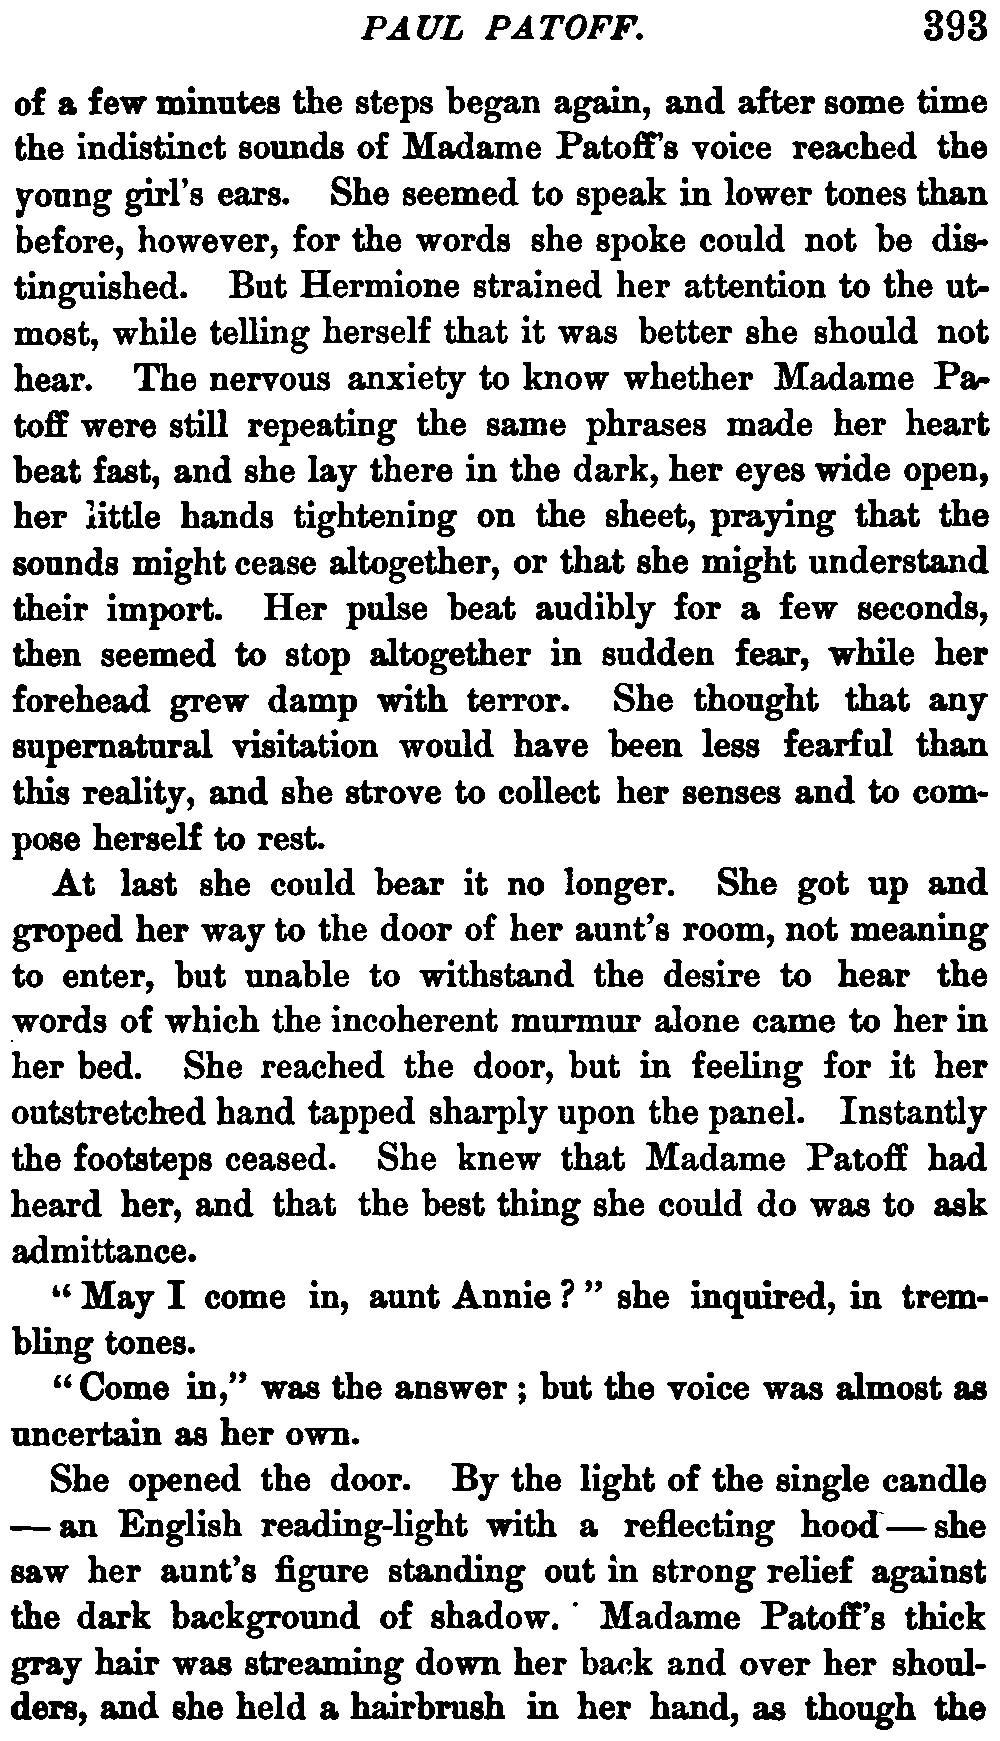 PAUL PATOFF. 393
of a few minutes the steps began again, and after some time
the indistinct sounds of Madame Patoff's voice reached the
young girl's ears. She seemed to speak in lower tones than
before, however, for the words she spoke could not be dis-
tinguished. But Hermione strained her attention to the ut-
most, while telling herself that it was better she should not
hear. The nervous anxiety to know whether Madame Pa-
toff were still repeating the same phrases made her heart
beat fast, and she lay there in the dark, her eyes wide open,
her little hands tightening on the sheet, praying that the
sounds might cease altogether, or that she might understand
their import. Her pulse beat audibly for a few seconds,
then seemed to stop altogether in sudden fear, while her
forehead grew damp with terror. She thought that any
supernatural visitation would have been less fearful than
this reality, and she strove to collect her senses and to com-
pose herself to rest.
At last she could bear it no longer. She got up and
groped her way to the door of her aunt's room, not meaning
to enter, but unable to withstand the desire to hear the
words of which the incoherent murmur alone came to her in
her bed. She reached the door, but in feeling for it her
outstretched hand tapped sharply upon the panel. Instantly
the footsteps ceased. She knew that Madame Patoff had
heard her, and that the best thing she could do was to ask
admittance.
"May I come in, aunt Annie?" she inquired, in trem-
bling tones.
"Come in," was the answer; but the voice was almost as
uncertain as her own.
She opened the door. By the light of the single candle
— an English reading-light with a reflecting hood — she
saw her aunt's figure standing out in strong relief against
the dark background of shadow. Madame Patoff's thick
gray hair was streaming down her back and over her shoul-
ders, and she held a hairbrush in her hand, as though the